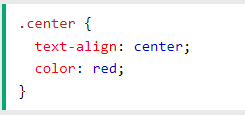 .center {
  text-align: center;
  color: red;
}